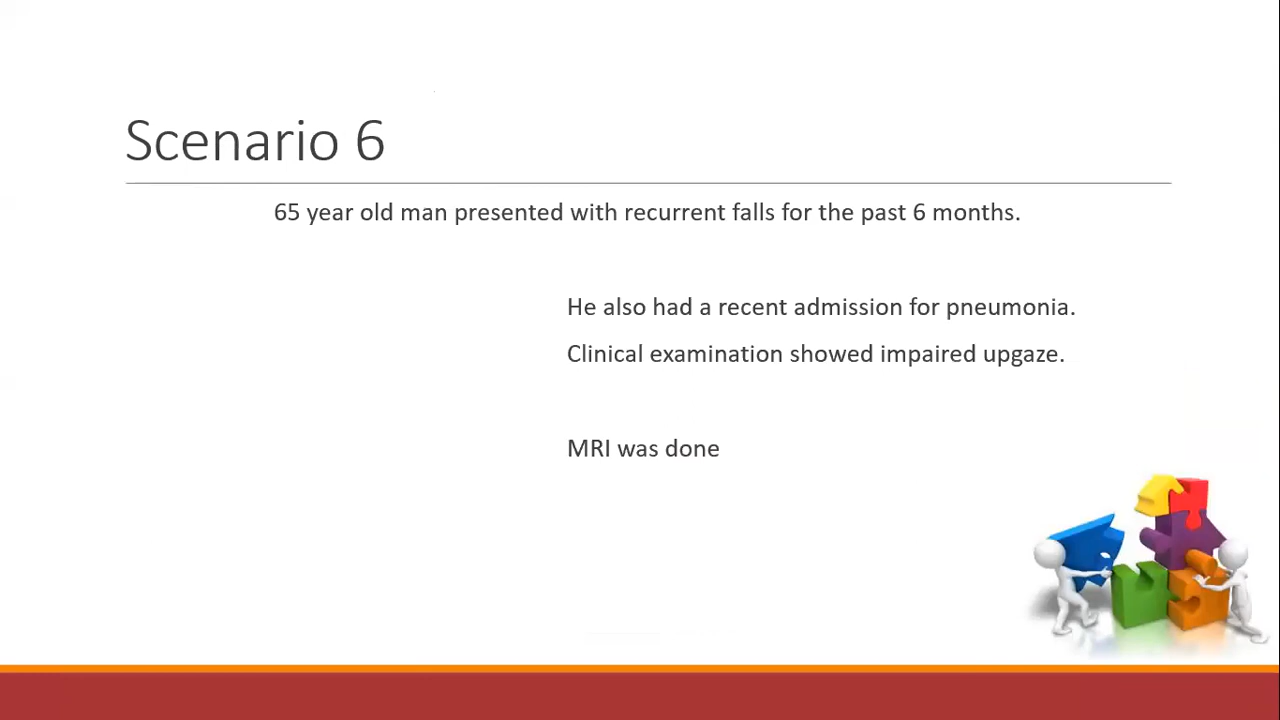 Scenario 6
65 year old man presented with recurrent falls for the past 6 months.
He also had a recent admission for pneumonia.
Clinical examination showed impaired upgaze.
MRI was done